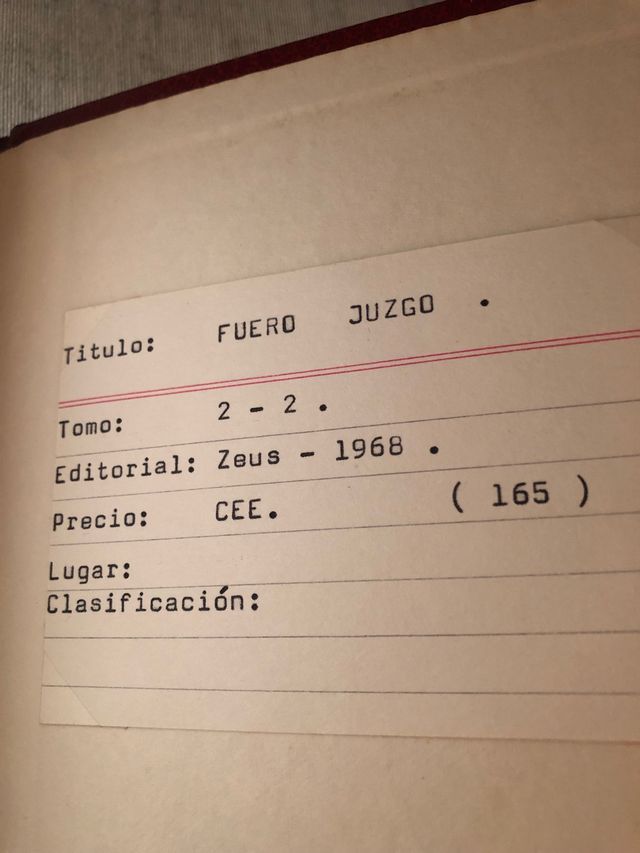 Titulo: FUERO JUZGO .
Tomo: 2 - 2 .
Editorial: Zeus - 1968 .
Precio: CEE. ( 165 )
Lugar:
Clasificación: